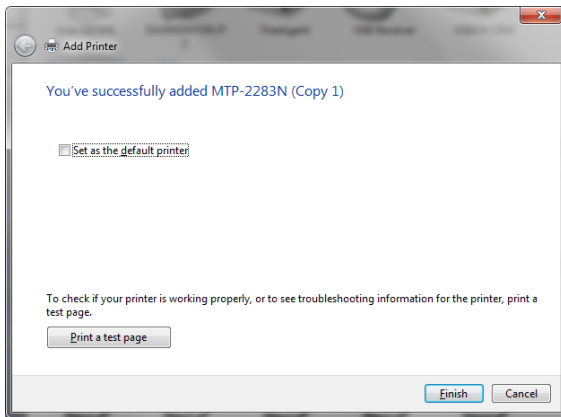 Add Printer
You've successfully added MTP-2283N (Copy 1)
Set as the default printer
To check if your printer is working properly, or to see troubleshooting information for the printer, print a
test page.
Print a test page
Finish
Cancel